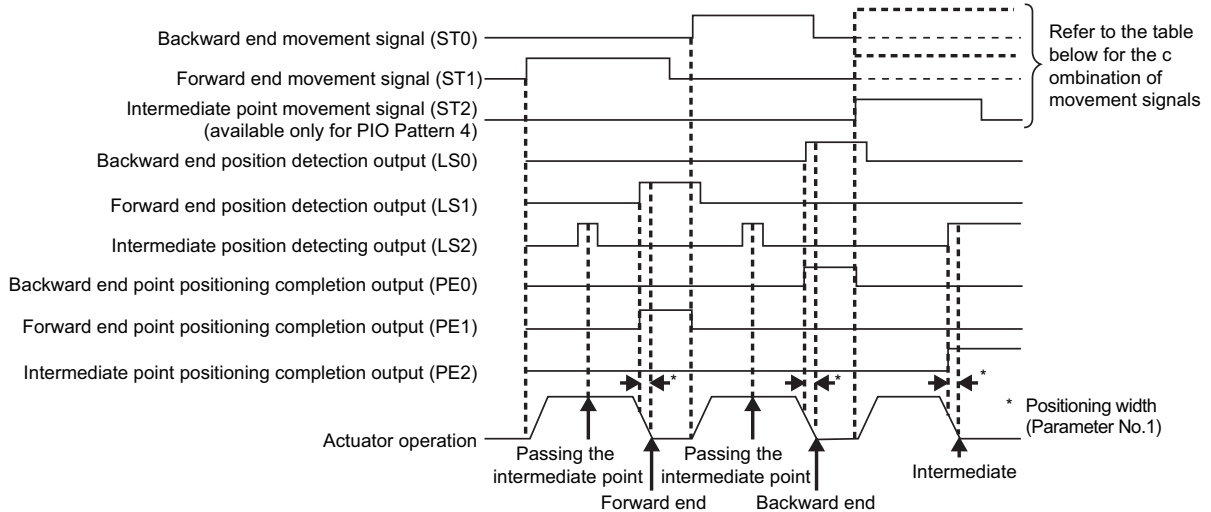 Backward end movement signal (ST0)
Forward end movement signal (ST1)
Intermediate point movement signal (ST2)
(available only for PIO Pattern 4)
Backward end position detection output (LS0)
Forward end position detection output (LS1)
Intermediate position detecting output (LS2)
Backward end point positioning completion output (PE0)
Forward end point positioning completion output (PE1)
Intermediate point positioning completion output (PE2)
Actuator operation
Refer to the table
below for the c
ombination of
movement signals
*
*
*
* Positioning width
(Parameter No.1)
Passing the
intermediate point
Forward end
Passing the
intermediate point
Backward end
Intermediate